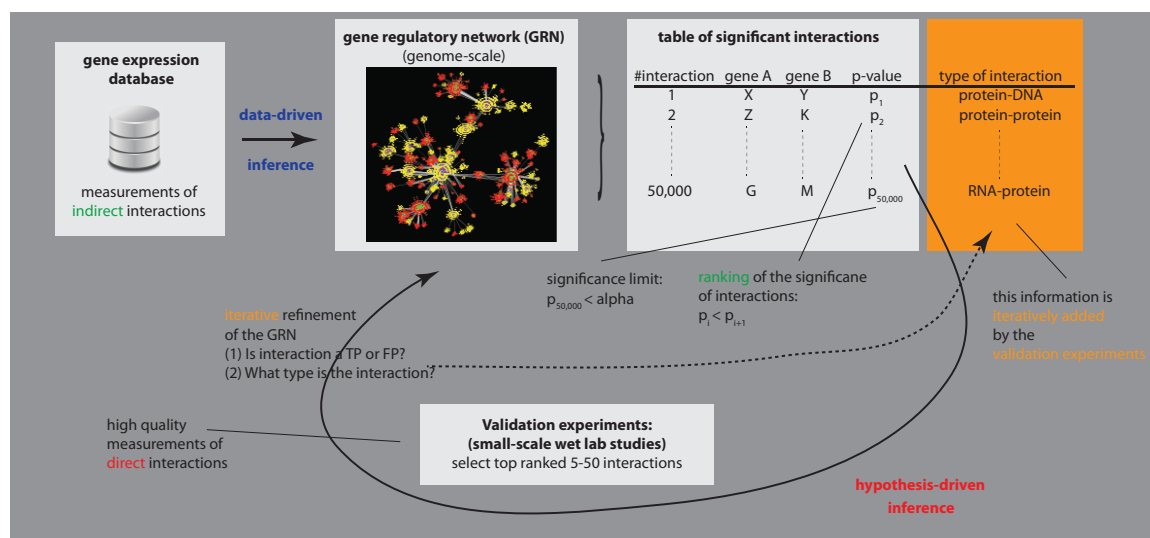 gene expression
database
measurements of
indirect interactions
data-driven
inference
gene regulatory network (GRN)
(genome-scale)
table of significant interactions
#interaction gene A gene B p-value type of interaction
1 X Y p1 protein-DNA
2 Z K p2 protein-protein
50,000 G M p50,000 RNA-protein
significance limit:
p50,000 < alpha
ranking of the significane
of interactions:
pi < pi+1
this information is
iteratively added
by the
validation experiments
iterative refinement
of the GRN
(1) Is interaction a TP or FP?
(2) What type is the interaction?
high quality
measurements of
direct interactions
Validation experiments:
(small-scale wet lab studies)
select top ranked 5-50 interactions
hypothesis-driven
inference